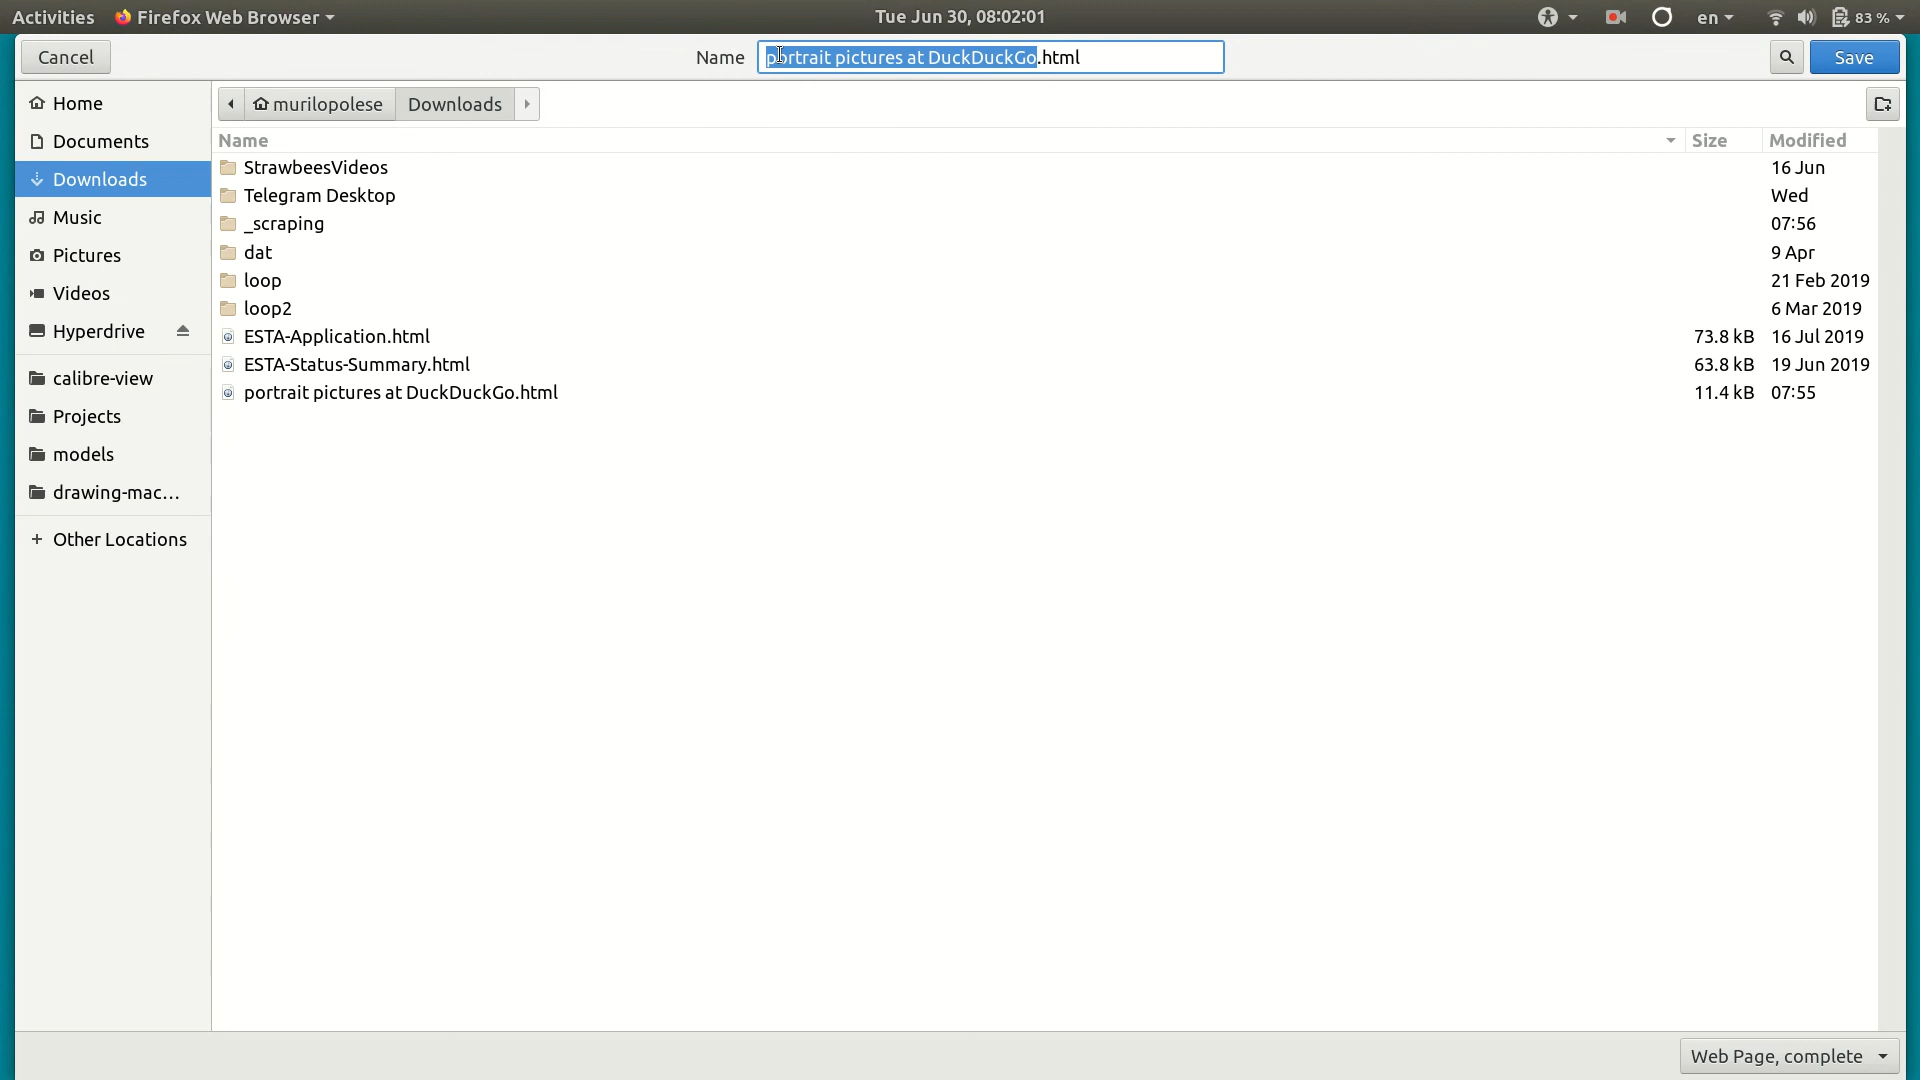 Activities Firefox Web Browser Tue Jun 30, 08:02:01 en 83 %
Cancel Name portrait pictures at DuckDuckGo.html Save
Home
Documents
Downloads
Music
Pictures
Videos
Hyperdrive
calibre-view
Projects
models
drawing-mac...
Other Locations
murilopolese Downloads
Name Size Modified
StrawbeesVideos 16 Jun
Telegram Desktop Wed
_scraping 07:56
dat 9 Apr
loop 21 Feb 2019
loop2 6 Mar 2019
ESTA-Application.html 73.8 kB 16 Jul 2019
ESTA-Status-Summary.html 63.8 kB 19 Jun 2019
portrait pictures at DuckDuckGo.html 11.4 kB 07:55
Web Page, complete